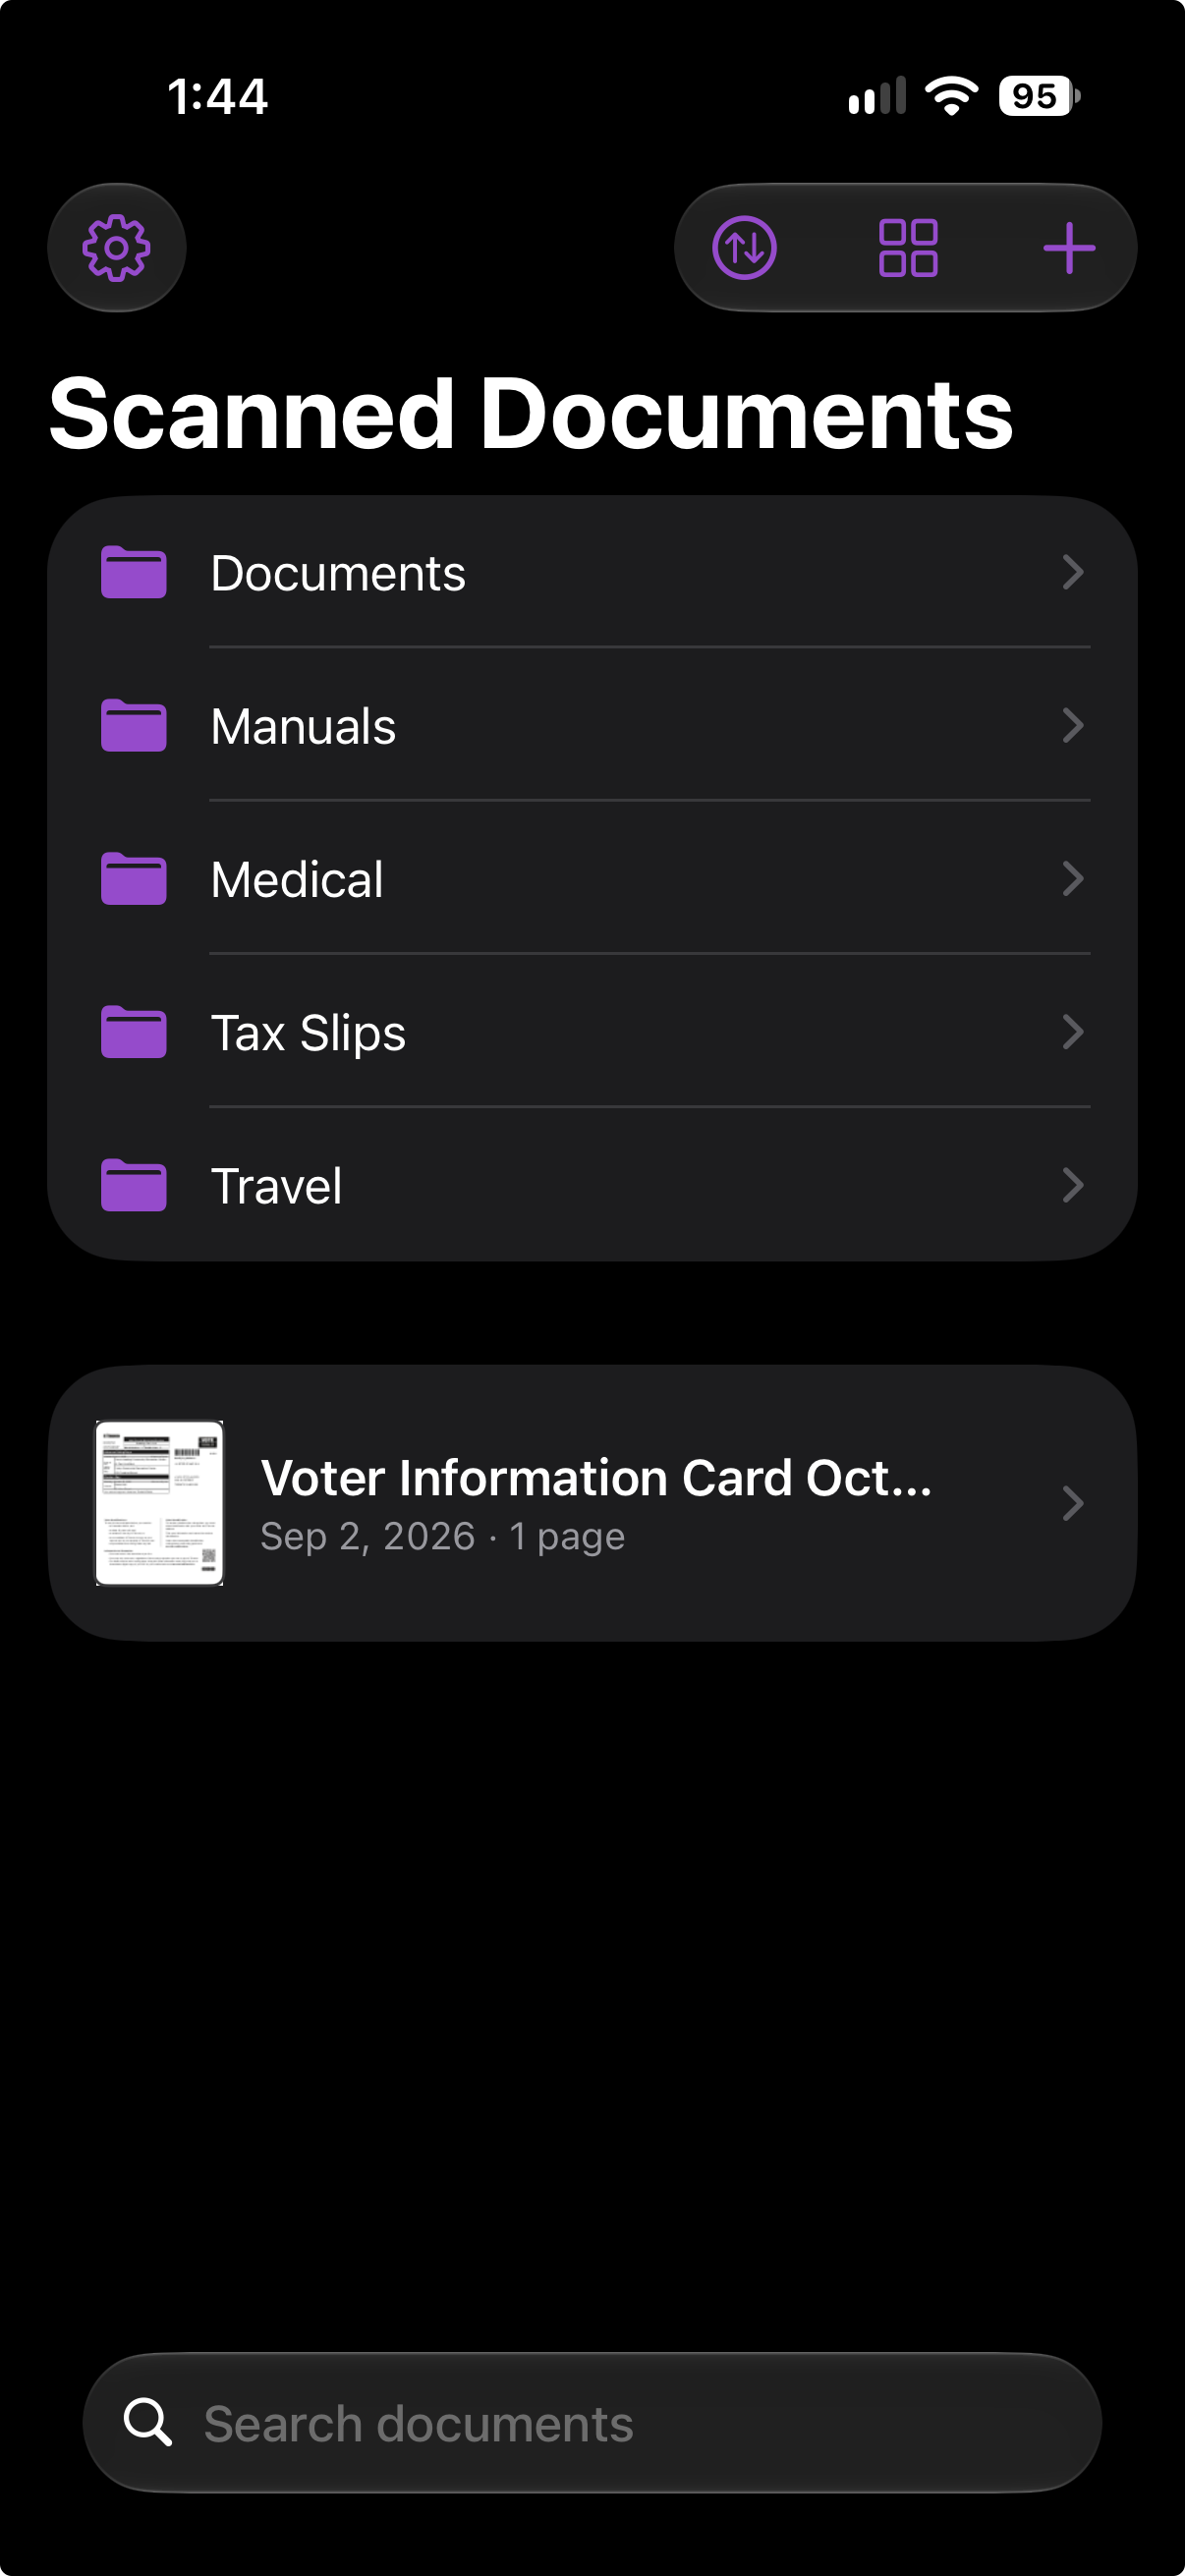 1:44
95
Scanned Documents
Documents
Manuals
Medical
Tax Slips
Travel
Voter Information Card Oct...
Sep 2, 2026 · 1 page
VOTE
Search documents